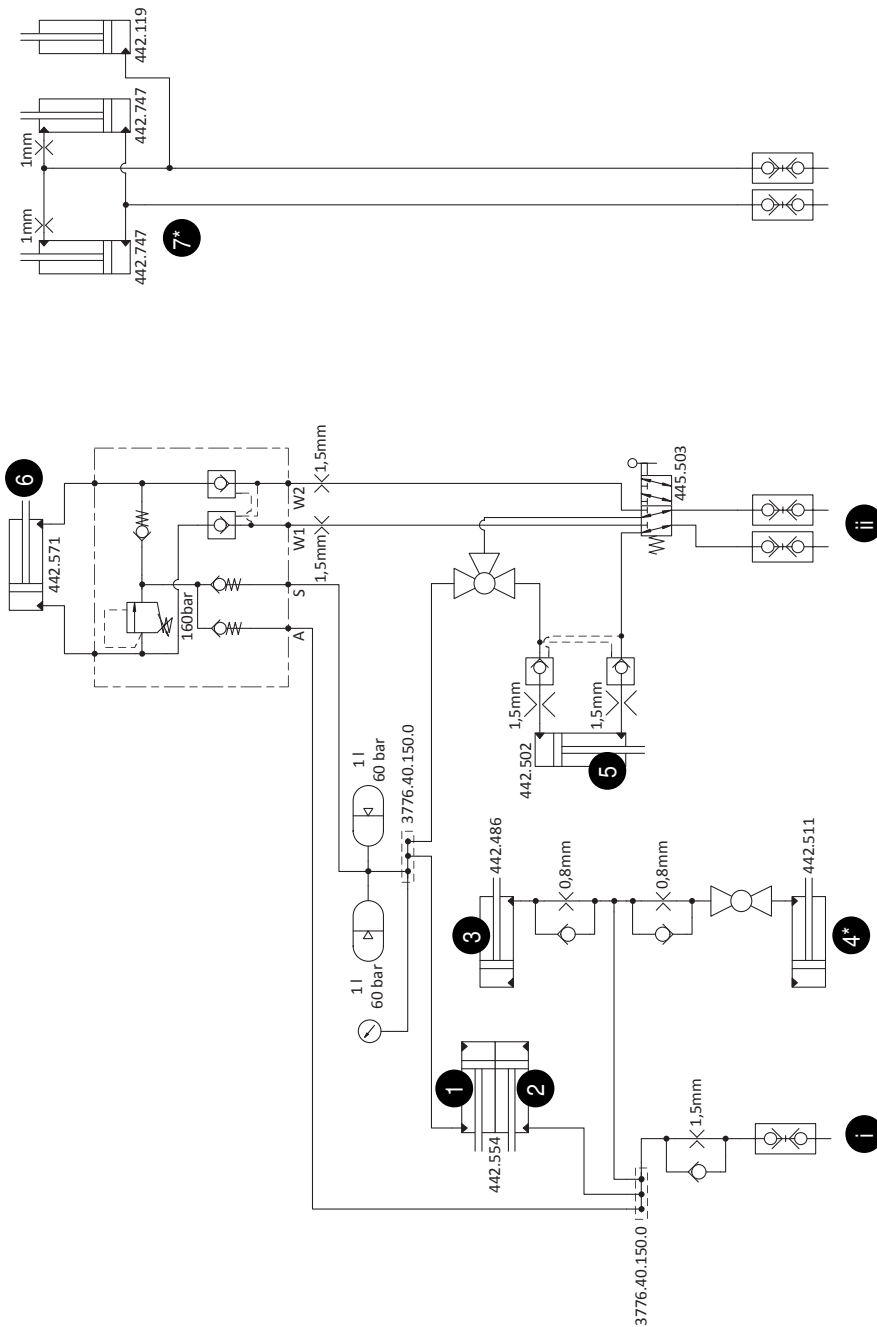 442.119
442.747
1mm
1mm
442.747
7*
6
442.571
160bar
A
S
W1
W2
1,5mm
1,5mm
1 l
60 bar
1 l
60 bar
3776.40.150.0
445.503
ii
1,5mm
1,5mm
442.502
5
3
442.486
0,8mm
0,8mm
442.511
4*
1
2
442.554
1,5mm
i
3776.40.150.0